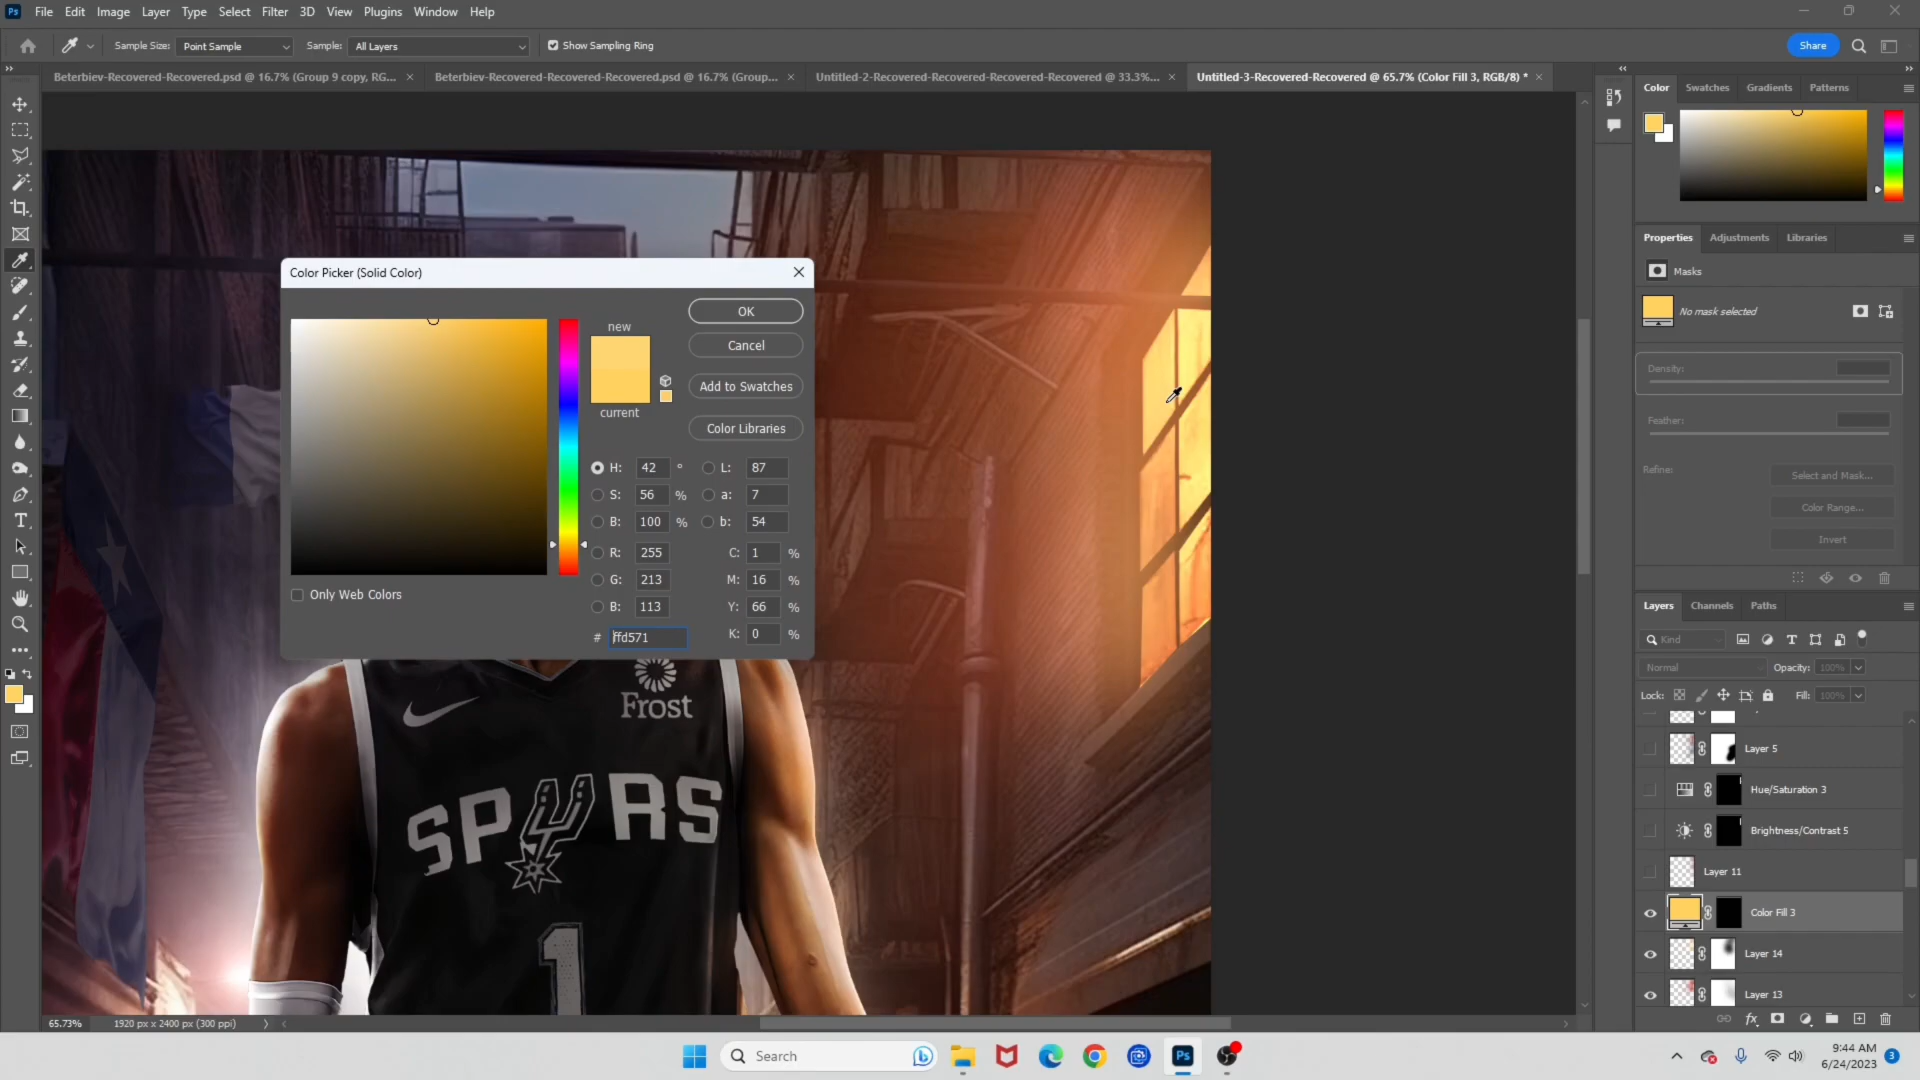 Ps File Edit Image Layer Type Select Filter 3D View Plugins Window Help
Sample Size: Point Sample Sample: All Layers Show Sampling Ring Share
Beterbiev-Recovered-Recovered.psd @ 16.7% (Group 9 copy, RG... ×
Beterbiev-Recovered-Recovered-Recovered.psd @ 16.7% (Group... ×
Untitled-2-Recovered-Recovered-Recovered-Recovered @ 33.3%... ×
Untitled-3-Recovered-Recovered @ 65.7% (Color Fill 3, RGB/8) * ×
Color Swatches Gradients Patterns
Properties Adjustments Libraries
Masks
No mask selected
Density:
Feather:
Refine: Select and Mask...
Color Range...
Invert
Color Picker (Solid Color)
new
current
OK
Cancel
Add to Swatches
Color Libraries
H: 42 ° L: 87
S: 56 % a: 7
B: 100 % b: 54
R: 255 C: 1 %
G: 213 M: 16 %
B: 113 Y: 66 %
# ffd571 K: 0 %
Only Web Colors
Frost
SPURS
1
Layers Channels Paths
Kind
Normal Opacity: 100%
Lock: Fill: 100%
Layer 5
Hue/Saturation 3
Brightness/Contrast 5
Layer 11
Color Fill 3
Layer 14
Layer 13
fx
65.73% 1920 px x 2400 px (300 ppi)
Search
Ps
9:44 AM
6/24/2023
3